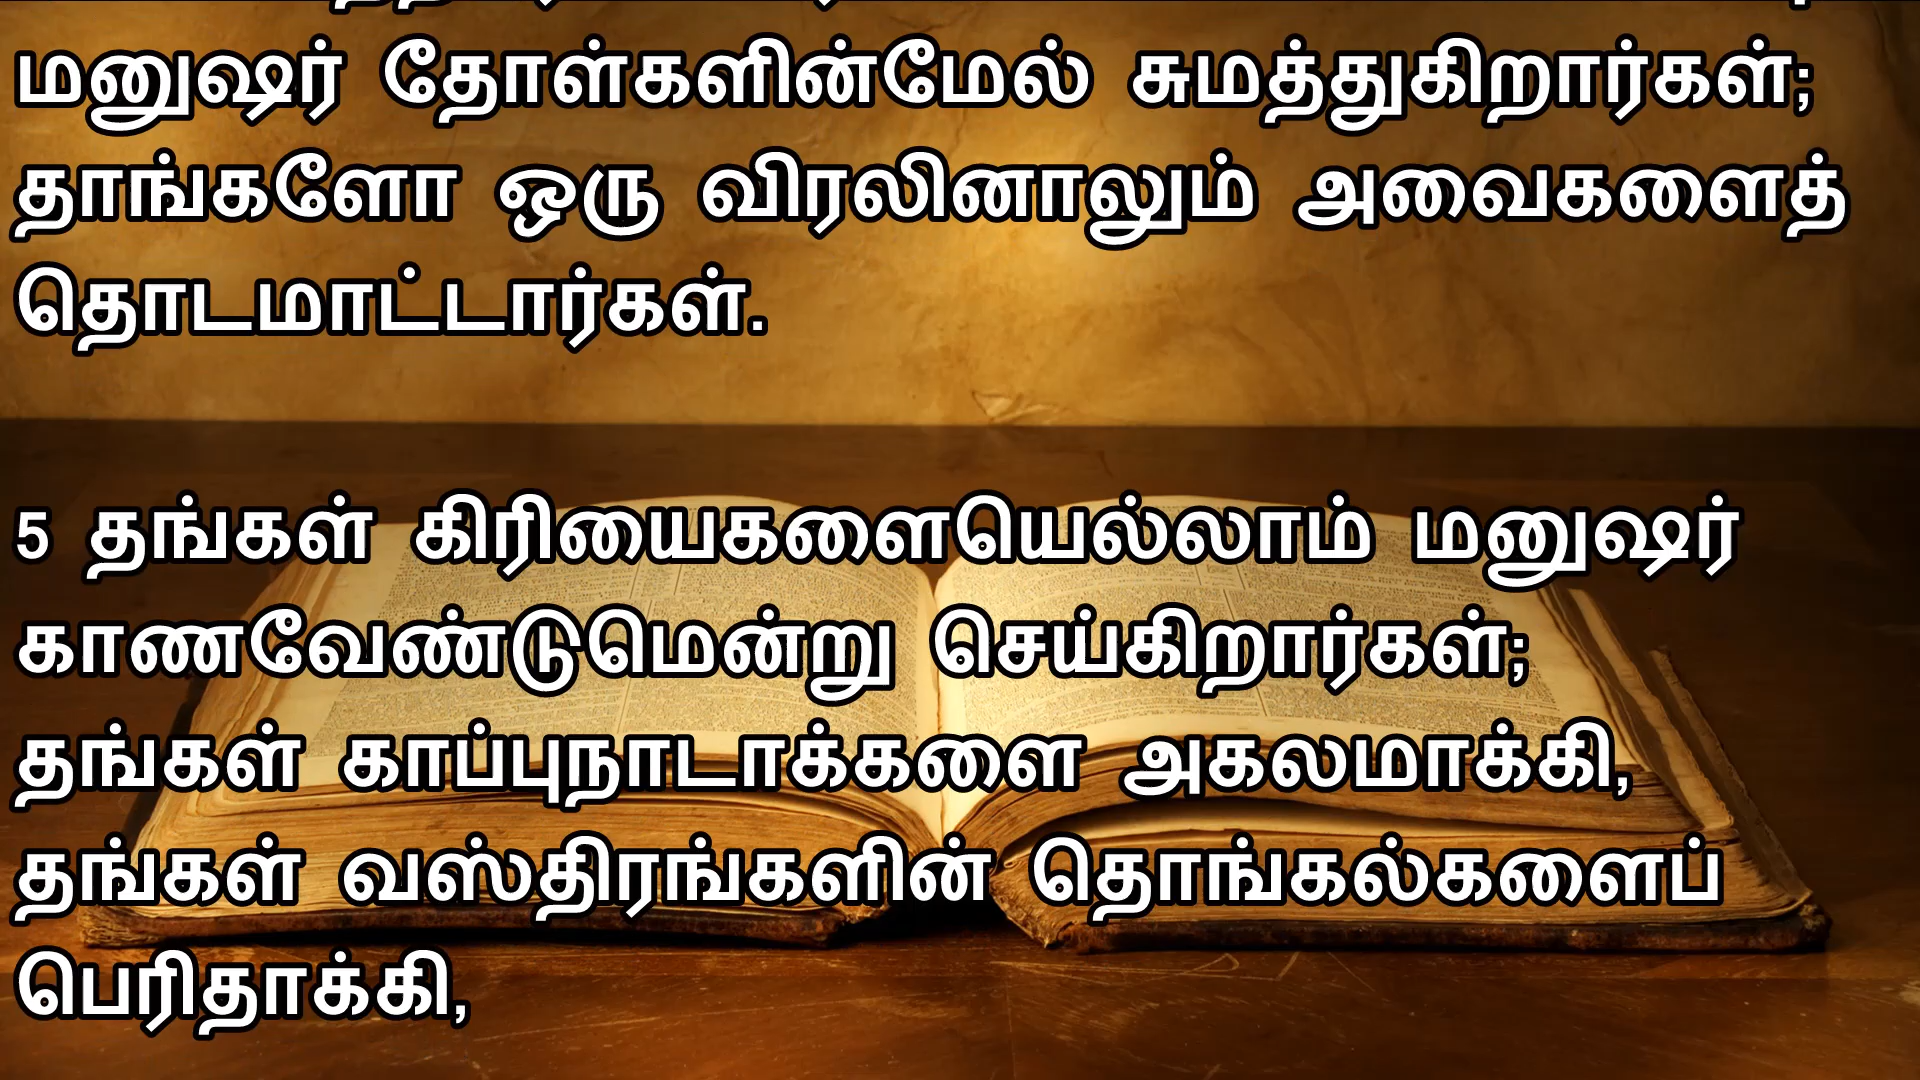 மனுஷர் தோள்களின்மேல் சுமத்துகிறார்கள்;
தாங்களோ ஒரு விரலினாலும் அவைகளைத்
தொடமாட்டார்கள்.
5 தங்கள் கிரியைகளையெல்லாம் மனுஷர்
காணவேண்டுமென்று செய்கிறார்கள்;
தங்கள் காப்புநாடாக்களை அகலமாக்கி,
தங்கள் வஸ்திரங்களின் தொங்கல்களைப்
பெரிதாக்கி,